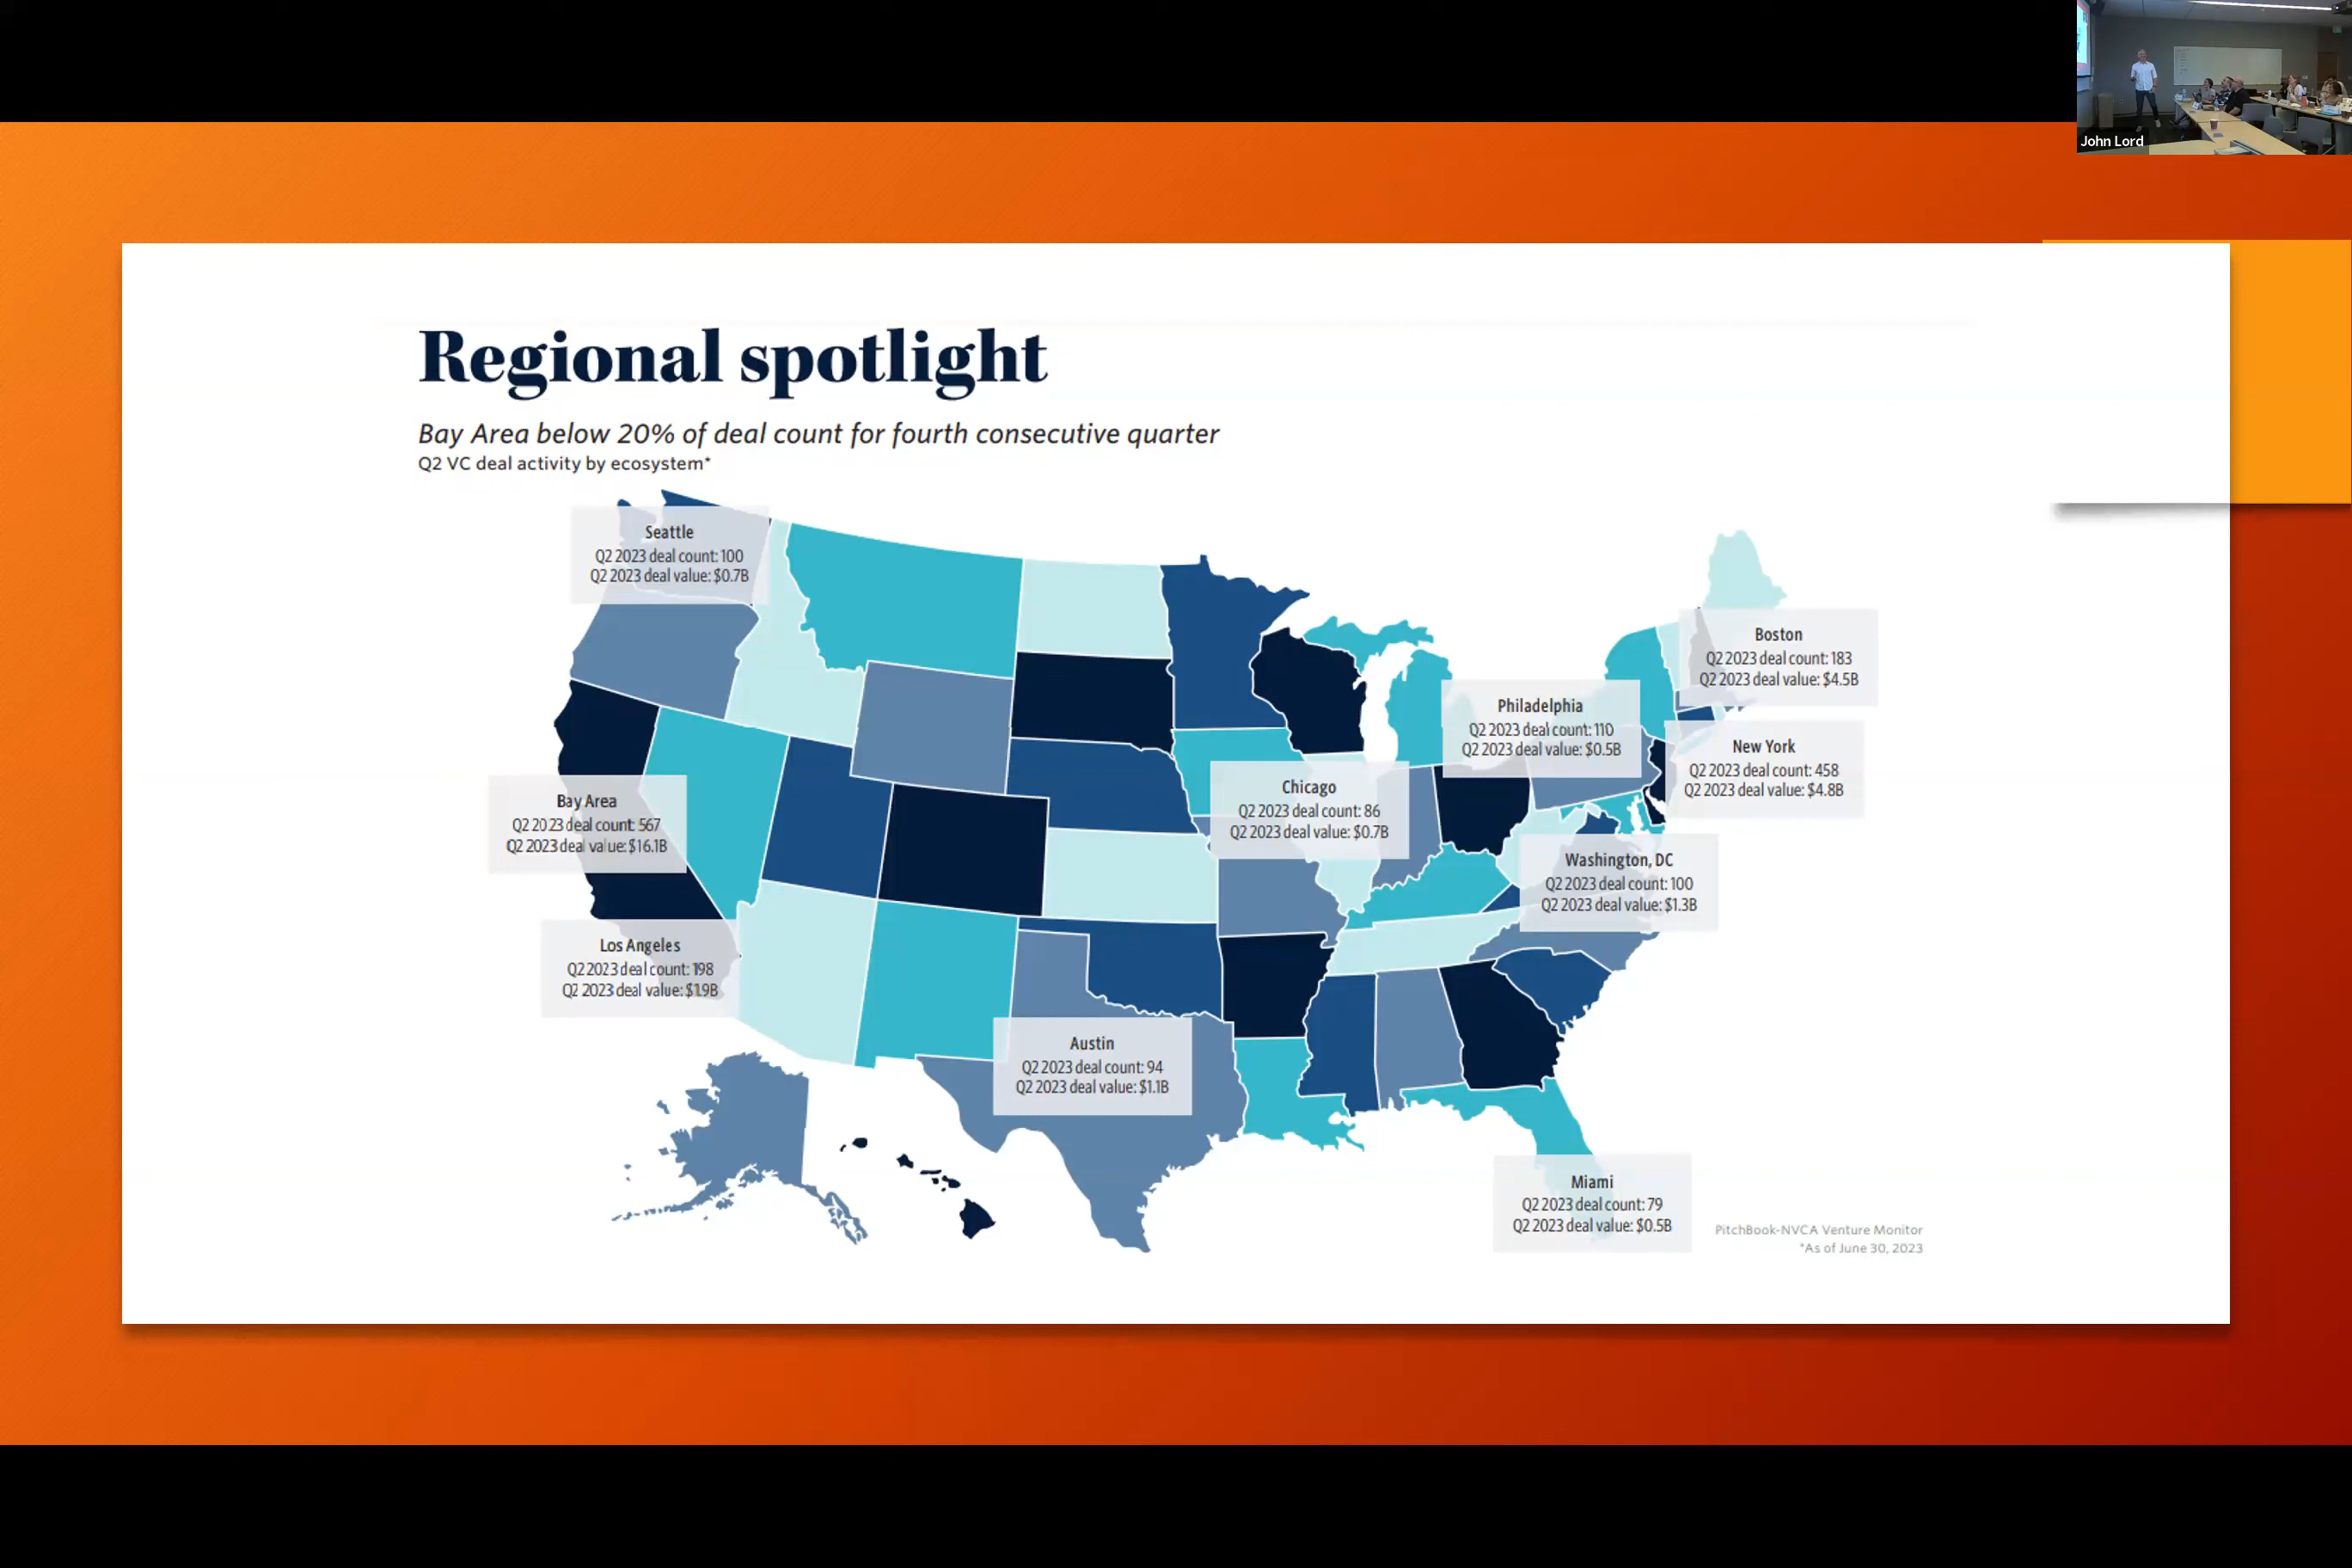 John Lord
Regional spotlight
Bay Area below 20% of deal count for fourth consecutive quarter
Q2 VC deal activity by ecosystem*
Seattle
Q2 2023 deal count: 100
Q2 2023 deal value: $0.7B
Boston
Q2 2023 deal count: 183
Q2 2023 deal value: $4.5B
Philadelphia
Q2 2023 deal count: 110
Q2 2023 deal value: $0.5B
New York
Q2 2023 deal count: 458
Q2 2023 deal value: $4.8B
Chicago
Q2 2023 deal count: 86
Q2 2023 deal value: $0.7B
Bay Area
Q2 2023 deal count: 567
Q2 2023 deal value: $16.1B
Washington, DC
Q2 2023 deal count: 100
Q2 2023 deal value: $1.3B
Los Angeles
Q2 2023 deal count: 198
Q2 2023 deal value: $1.9B
Austin
Q2 2023 deal count: 94
Q2 2023 deal value: $1.1B
Miami
Q2 2023 deal count: 79
Q2 2023 deal value: $0.5B
PitchBook-NVCA Venture Monitor
*As of June 30, 2023